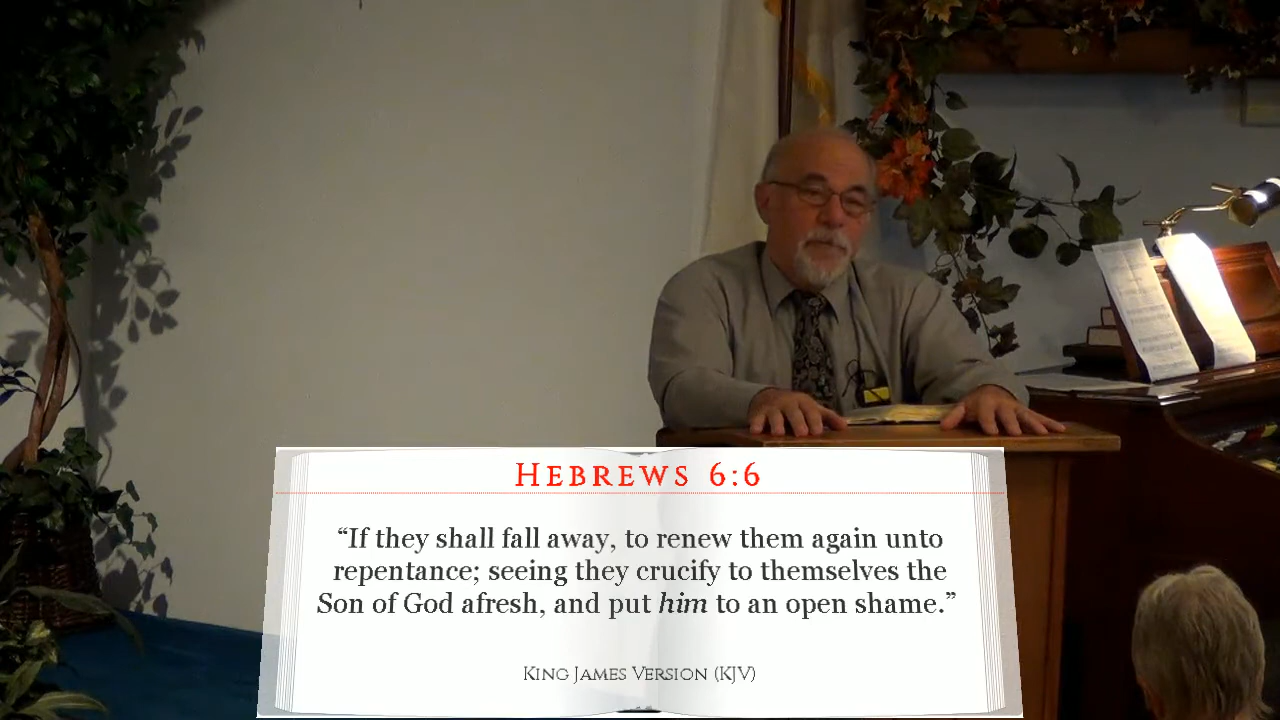 Hebrews 6:6
“If they shall fall away, to renew them again unto
repentance; seeing they crucify to themselves the
Son of God afresh, and put him to an open shame.”
King James Version (KJV)